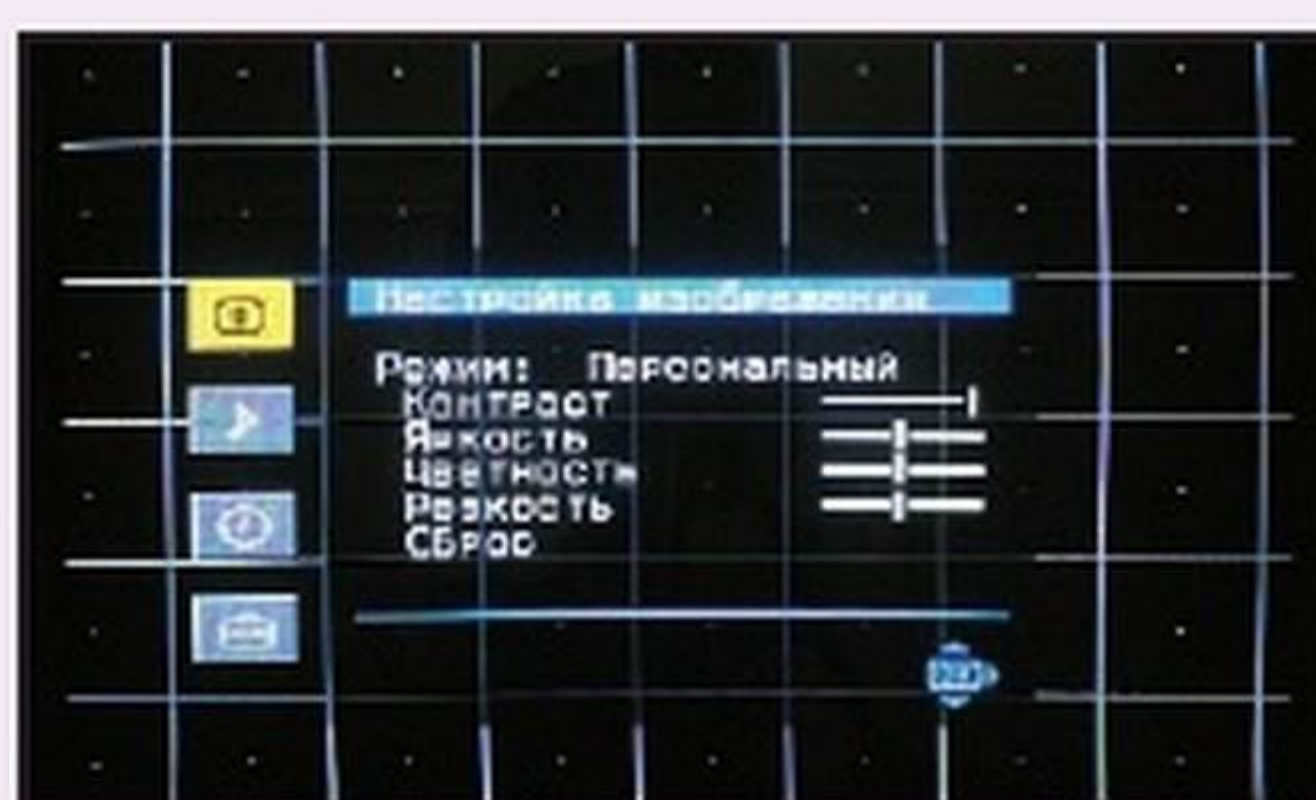 Настройка изображения
Режим: Персональный
Контраст
Яркость
Цветность
Резкость
Сброс